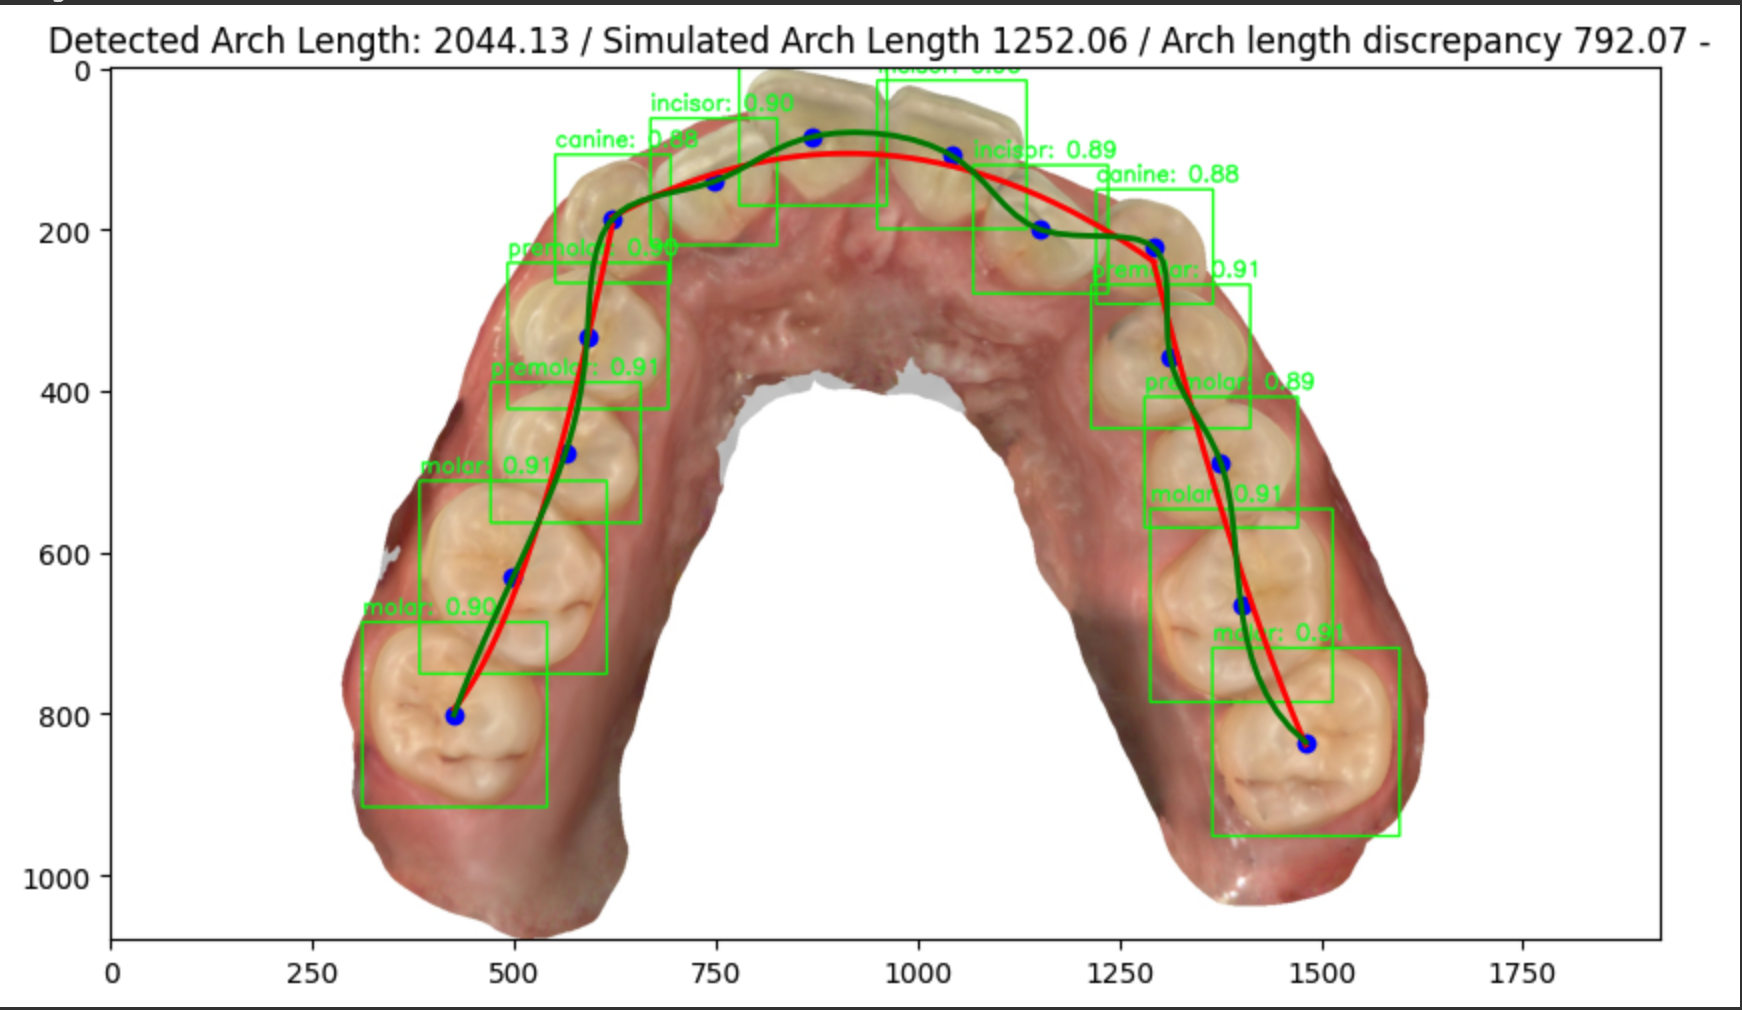 Detected Arch Length: 2044.13 / Simulated Arch Length 1252.06 / Arch length discrepancy 792.07 -
0
200
400
600
800
1000
0 250 500 750 1000 1250 1500 1750
incisor: 0.90
canine: 0.88
incisor: 0.89
canine: 0.88
premolar: 0.90
premolar: 0.91
premolar: 0.91
premolar: 0.89
molar: 0.91
molar: 0.91
molar: 0.90
molar: 0.91